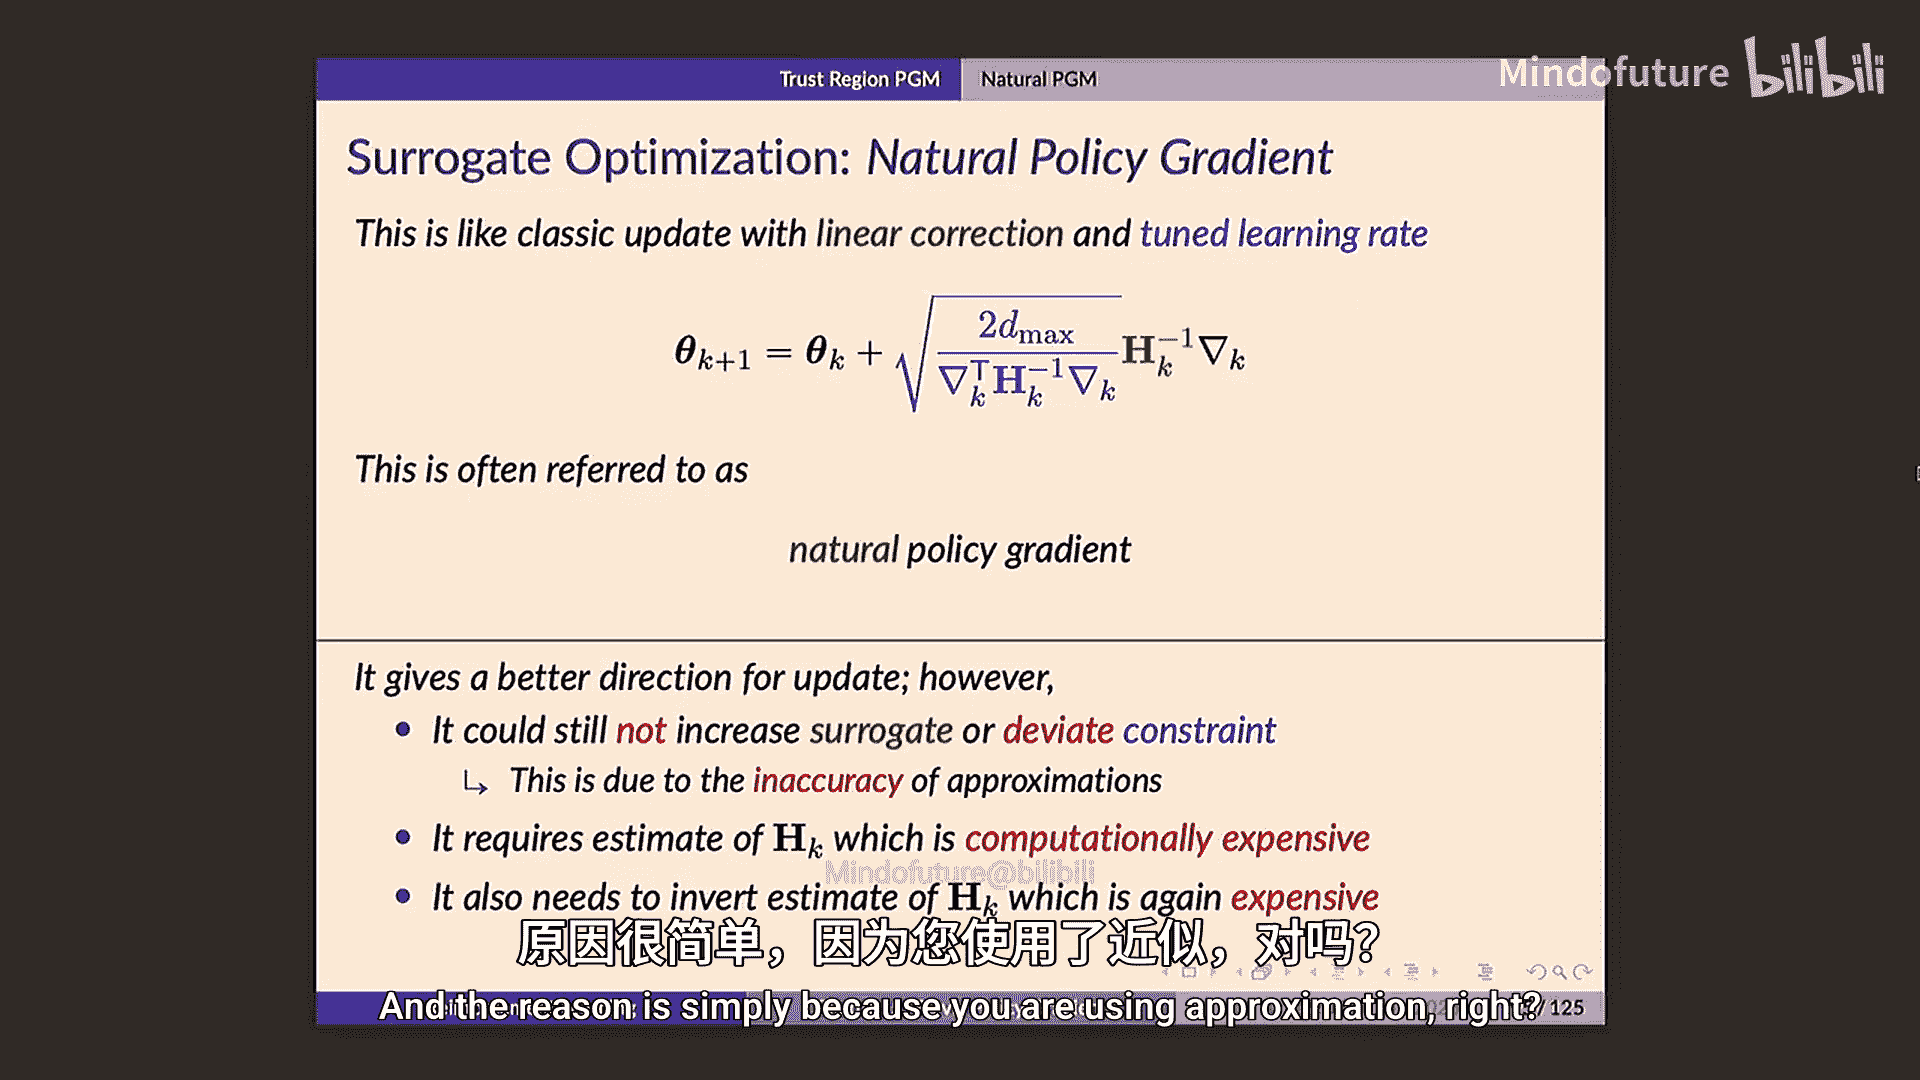 Trust Region PGM Natural PGM
Mindofuture bilibili
Surrogate Optimization: Natural Policy Gradient
This is like classic update with linear correction and tuned learning rate
θ_{k+1} = θ_k + √(2d_max / ∇_k^T H_k^{-1} ∇_k) H_k^{-1} ∇_k
This is often referred to as
natural policy gradient
It gives a better direction for update; however,
• It could still not increase surrogate or deviate constraint
↳ This is due to the inaccuracy of approximations
• It requires estimate of H_k which is computationally expensive
Mindofuture@bilibili
• It also needs to invert estimate of H_k which is again expensive
原因很简单，因为您使用了近似，对吗？
And the reason is simply because you are using approximation, right?
/ 125